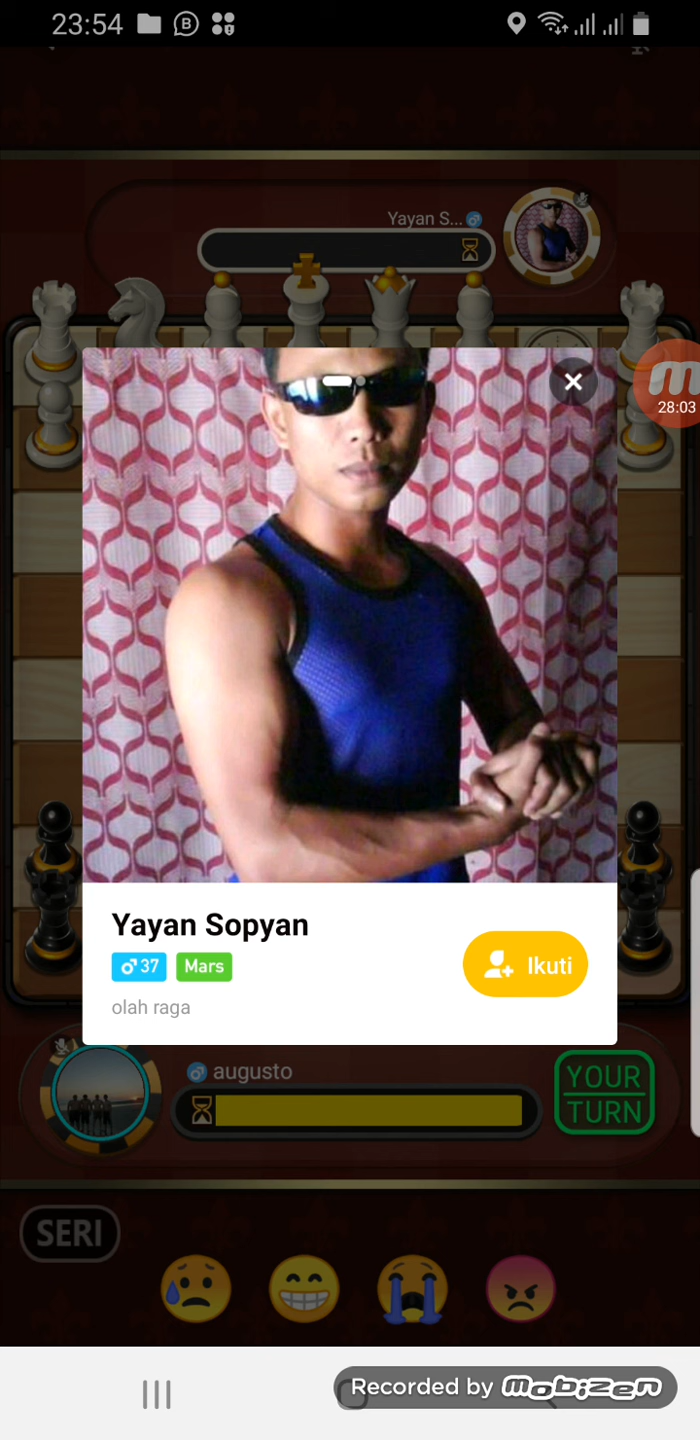 23:54
Yayan S...
28:03
Yayan Sopyan
37 Mars
Ikuti
olah raga
augusto
YOUR
TURN
SERI
Recorded by mobizen